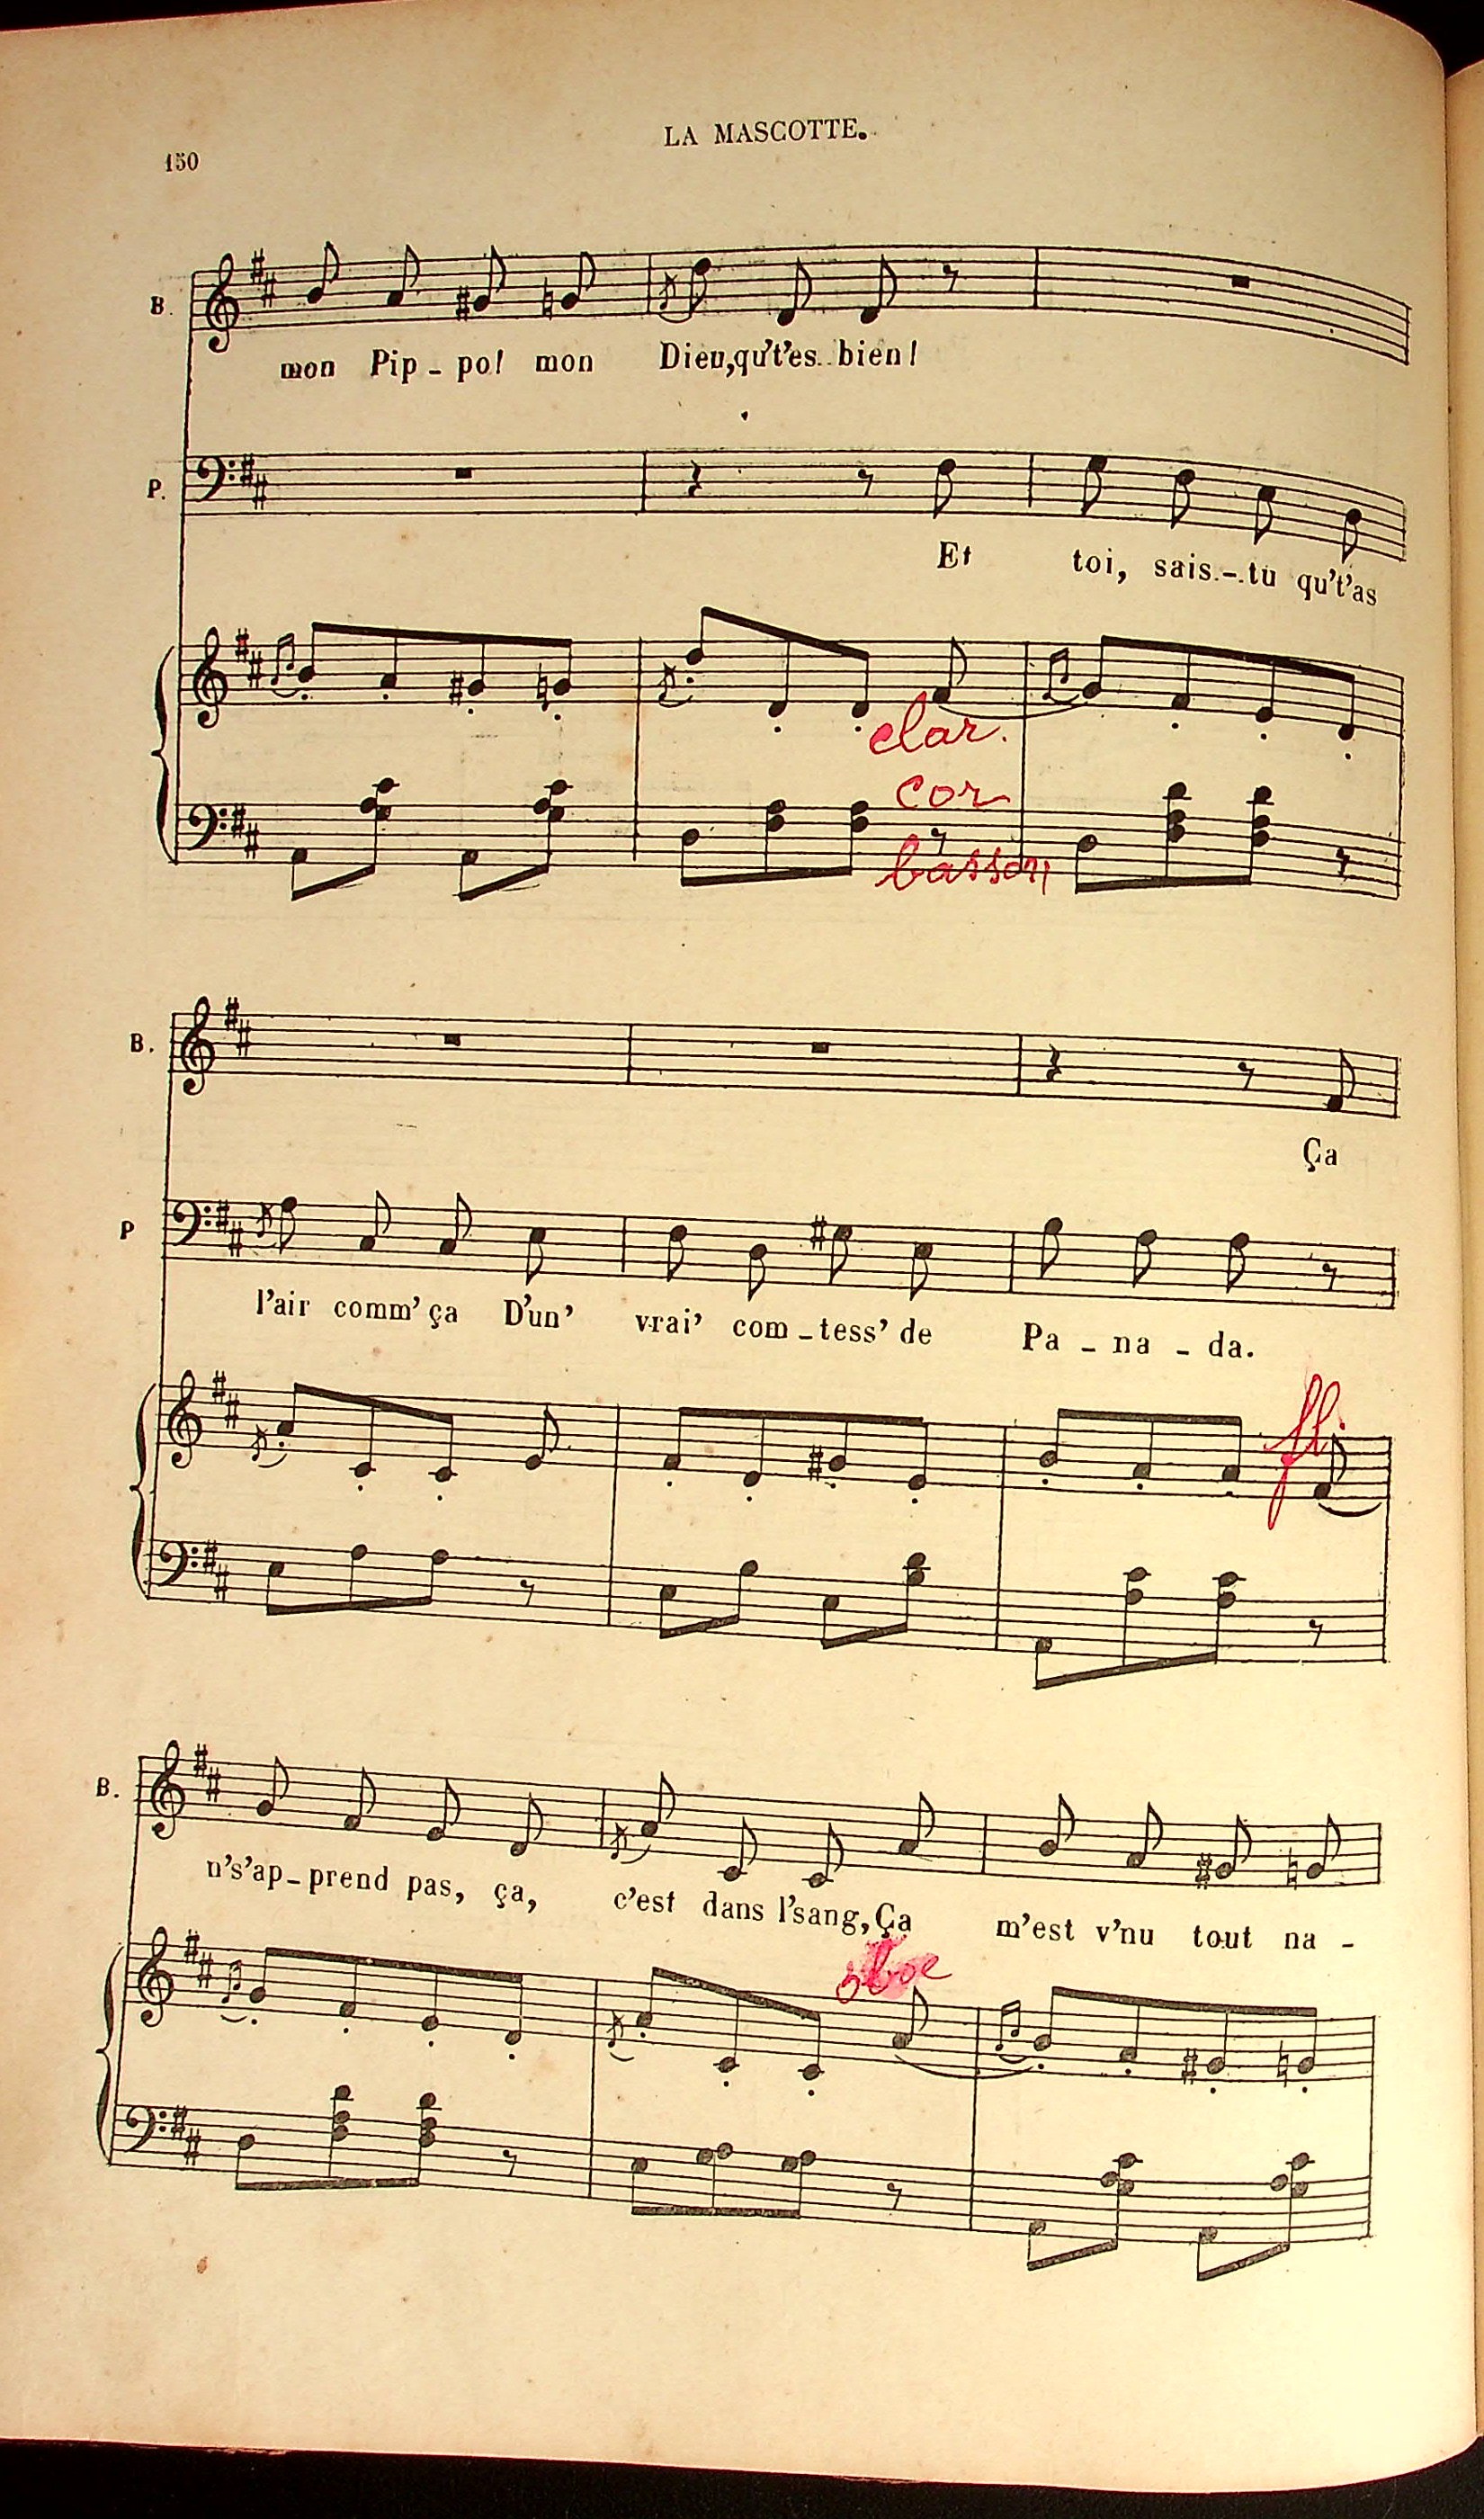 LA MASCOTTE.
150
B.
mon Pip - po! mon Dieu, qu't'es bien!
P.
Et toi, sais - tu qu't'as
clar.
cor
basson
B.
Ça
P
l'air comm' ça D'un' vrai' com - tess' de Pa - na - da.
fl.
B.
n's'ap - prend pas, ça, c'est dans l'sang, Ça m'est v'nu tout na -
oboe